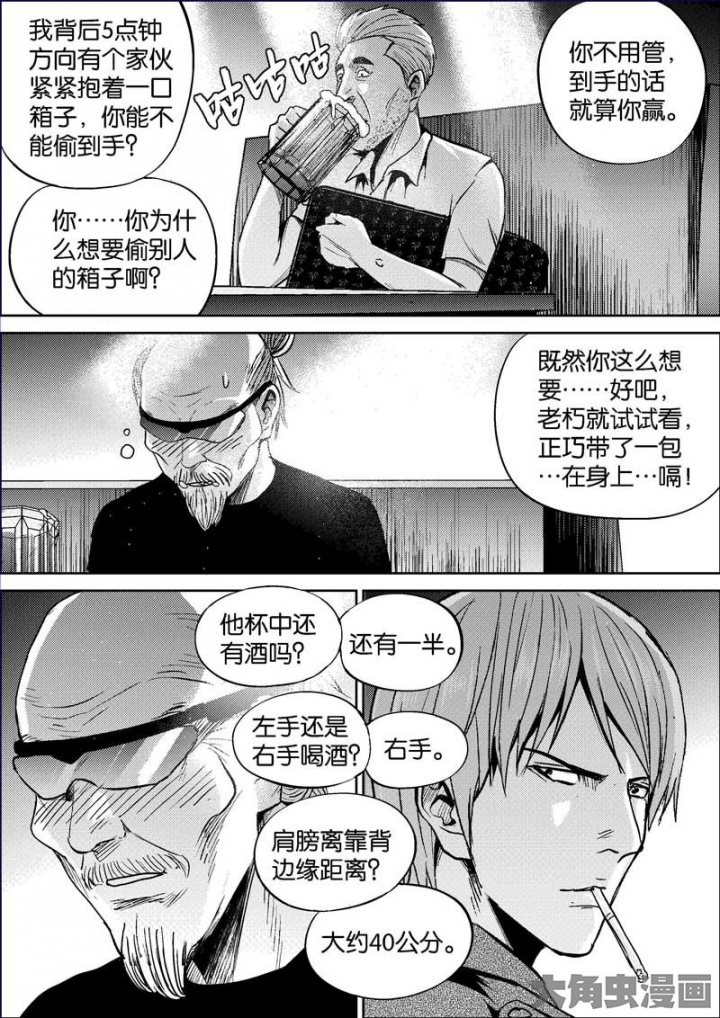 我背后5点钟
方向有个家伙
紧紧抱着一口
箱子，你能不
能偷到手？
咕咕咕
你不用管，
到手的话
就算你赢。
你……你为什
么想要偷别人
的箱子啊？
既然你这么想
要……好吧，
老朽就试试看，
正巧带了一包
…在身上…嗝！
他杯中还
有酒吗？
还有一半。
左手还是
右手喝酒？
右手。
肩膀离靠背
边缘距离？
大约40公分。
大角虫漫画